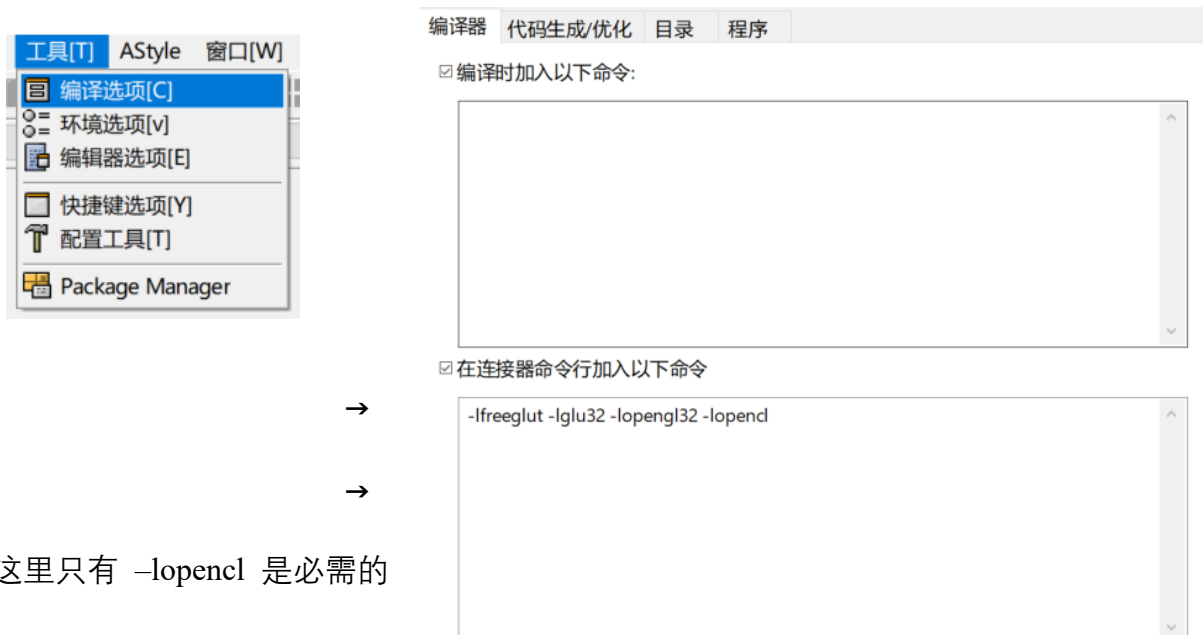 工具[T] AStyle 窗口[W]
编译选项[C]
环境选项[v]
编辑器选项[E]
快捷键选项[Y]
配置工具[T]
Package Manager
编译器 代码生成/优化 目录 程序
编译时加入以下命令:
在连接器命令行加入以下命令
-lfreeglut -lglu32 -lopengl32 -lopencl
➔
➔
这里只有 –lopencl 是必需的